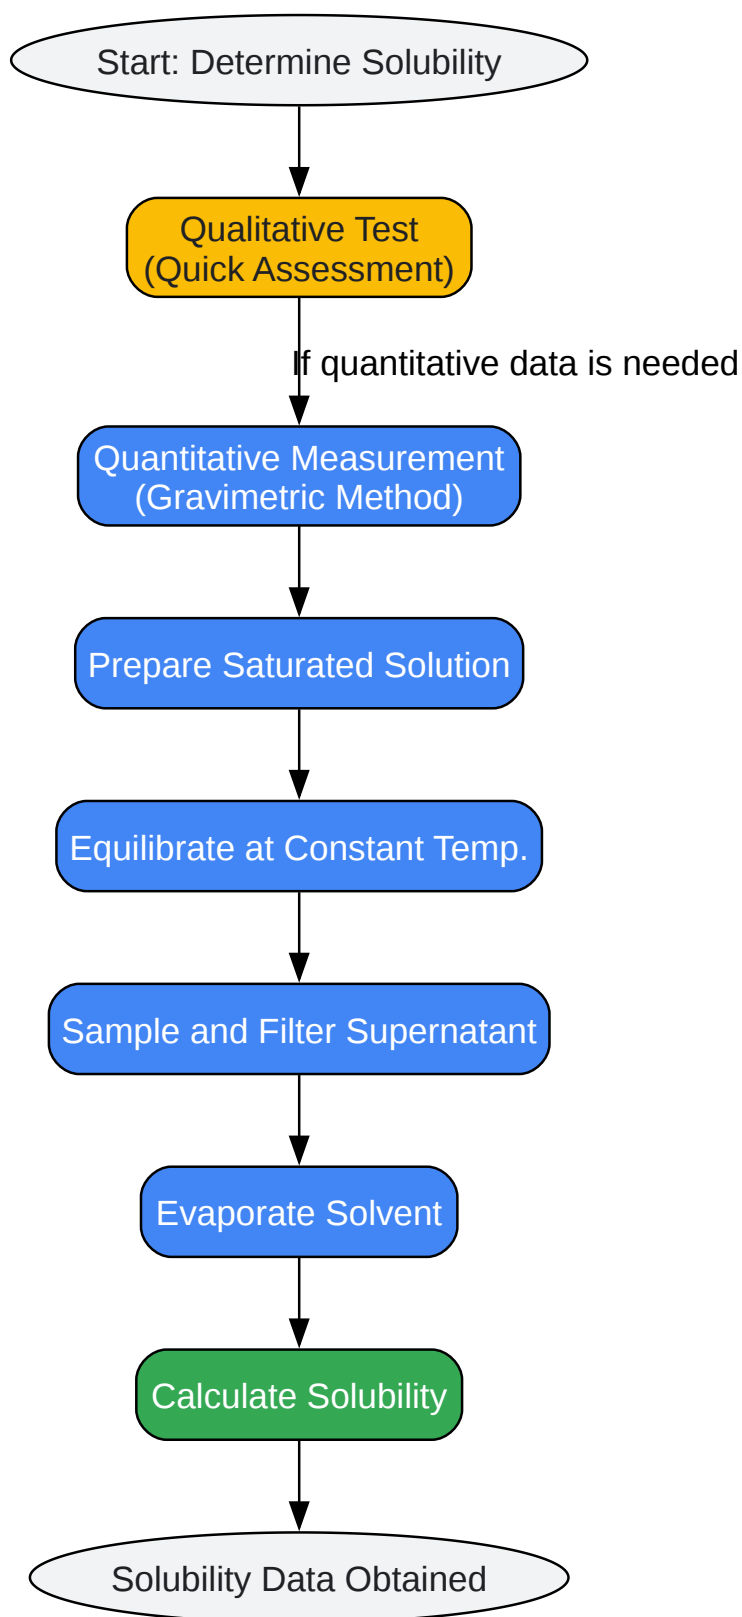 Start: Determine Solubility
Qualitative Test
(Quick Assessment)
If quantitative data is needed
Quantitative Measurement
(Gravimetric Method)
Prepare Saturated Solution
Equilibrate at Constant Temp.
Sample and Filter Supernatant
Evaporate Solvent
Calculate Solubility
Solubility Data Obtained